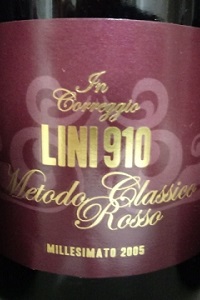 In
Correggio
LINI 910
Metodo Classico
Rosso
MILLESIMATO 2005